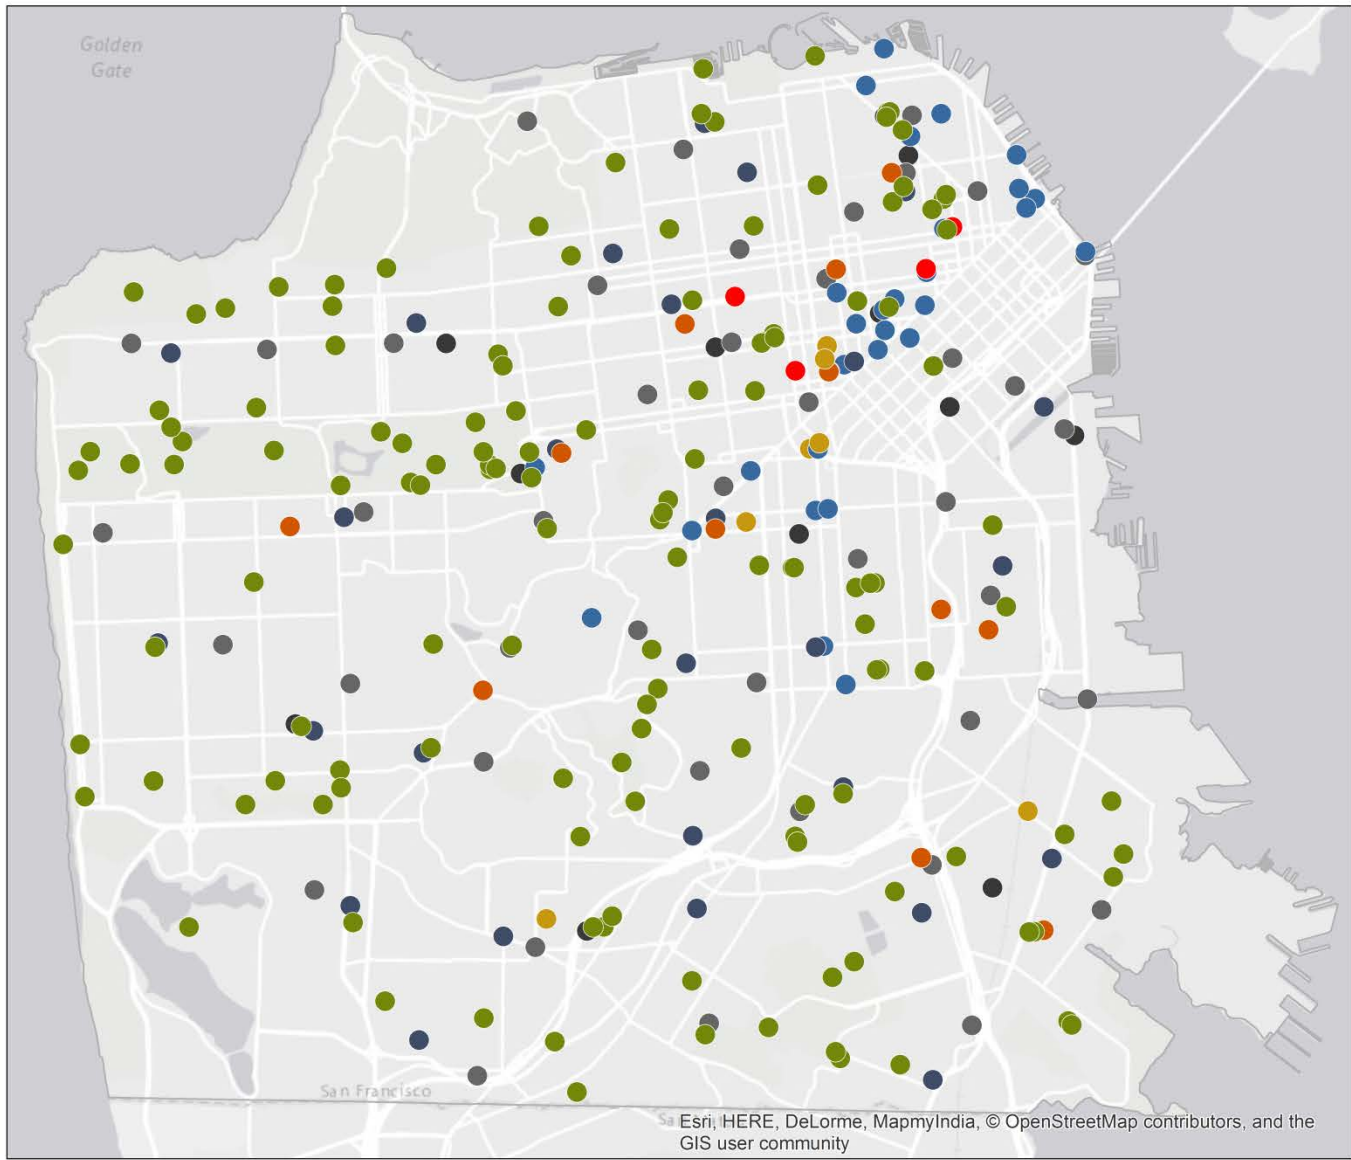 Golden
Gate
San Francisco
Esri, HERE, DeLorme, MapmyIndia, © OpenStreetMap contributors, and the
GIS user community